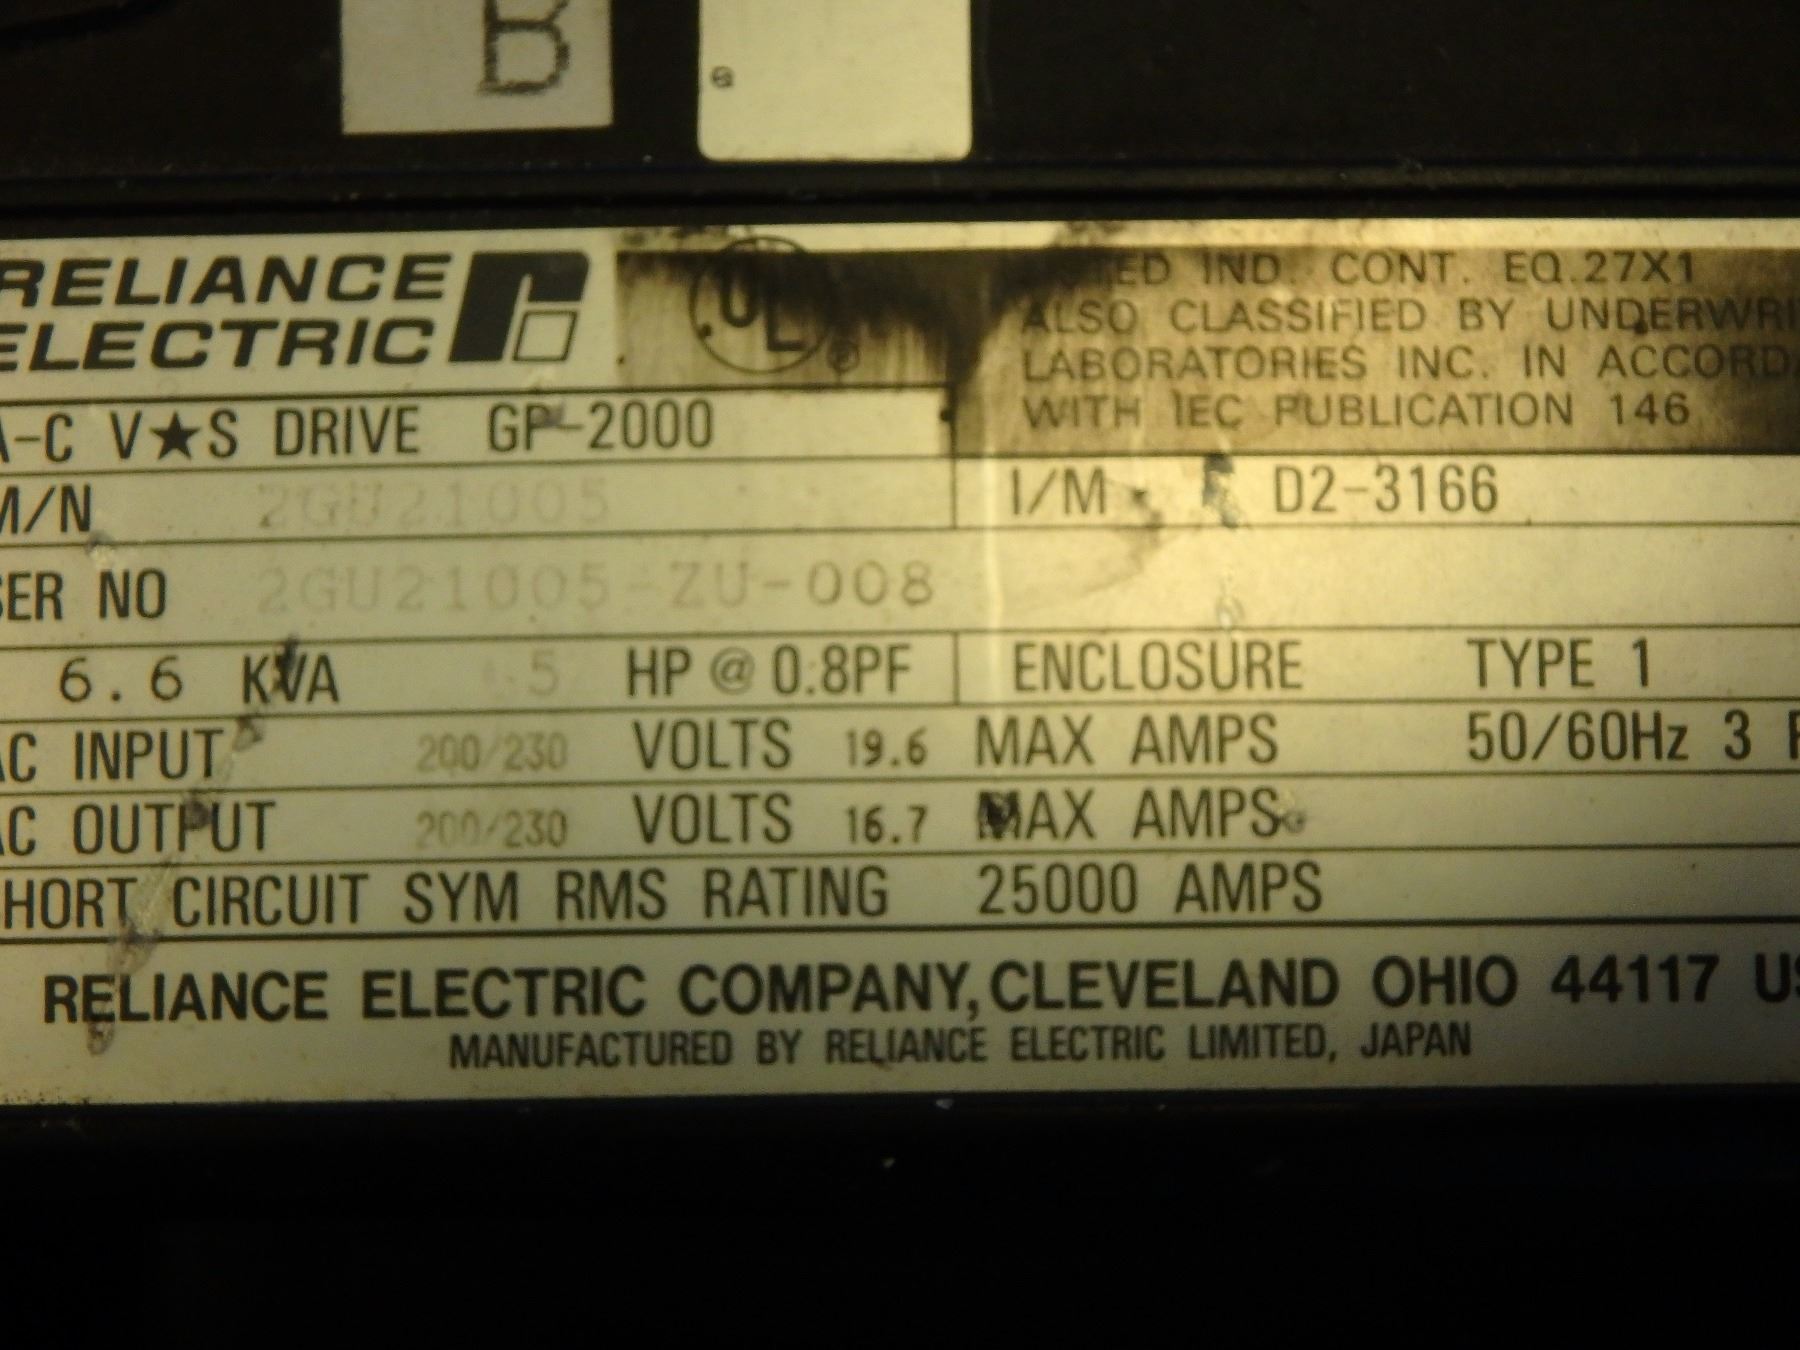 B
RELIANCE
ELECTRIC
UL ®
IND. CONT. EQ.27X1
ALSO CLASSIFIED BY
LABORATORIES INC. IN
WITH IEC PUBLICATION 146
A-C V★S DRIVE GP-2000
M/N 2GU21005 I/M D2-3166
SER NO 2GU21005-ZU-008
6.6 KVA 5 HP @ 0.8PF ENCLOSURE TYPE 1
AC INPUT 200/230 VOLTS 19.6 MAX AMPS 50/60Hz 3
AC OUTPUT 200/230 VOLTS 16.7 MAX AMPS
SHORT CIRCUIT SYM RMS RATING 25000 AMPS
RELIANCE ELECTRIC COMPANY, CLEVELAND OHIO 44117
MANUFACTURED BY RELIANCE ELECTRIC LIMITED, JAPAN